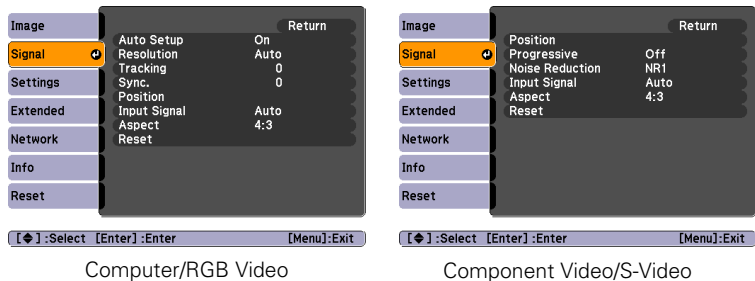 Image
Signal
Settings
Extended
Network
Info
Reset
Return
Auto Setup On
Resolution Auto
Tracking 0
Sync. 0
Position
Input Signal Auto
Aspect 4:3
Reset
[◆] :Select [Enter] :Enter [Menu]:Exit
Computer/RGB Video
Image
Signal
Settings
Extended
Network
Info
Reset
Return
Position
Progressive Off
Noise Reduction NR1
Input Signal Auto
Aspect 4:3
Reset
[◆] :Select [Enter] :Enter [Menu]:Exit
Component Video/S-Video